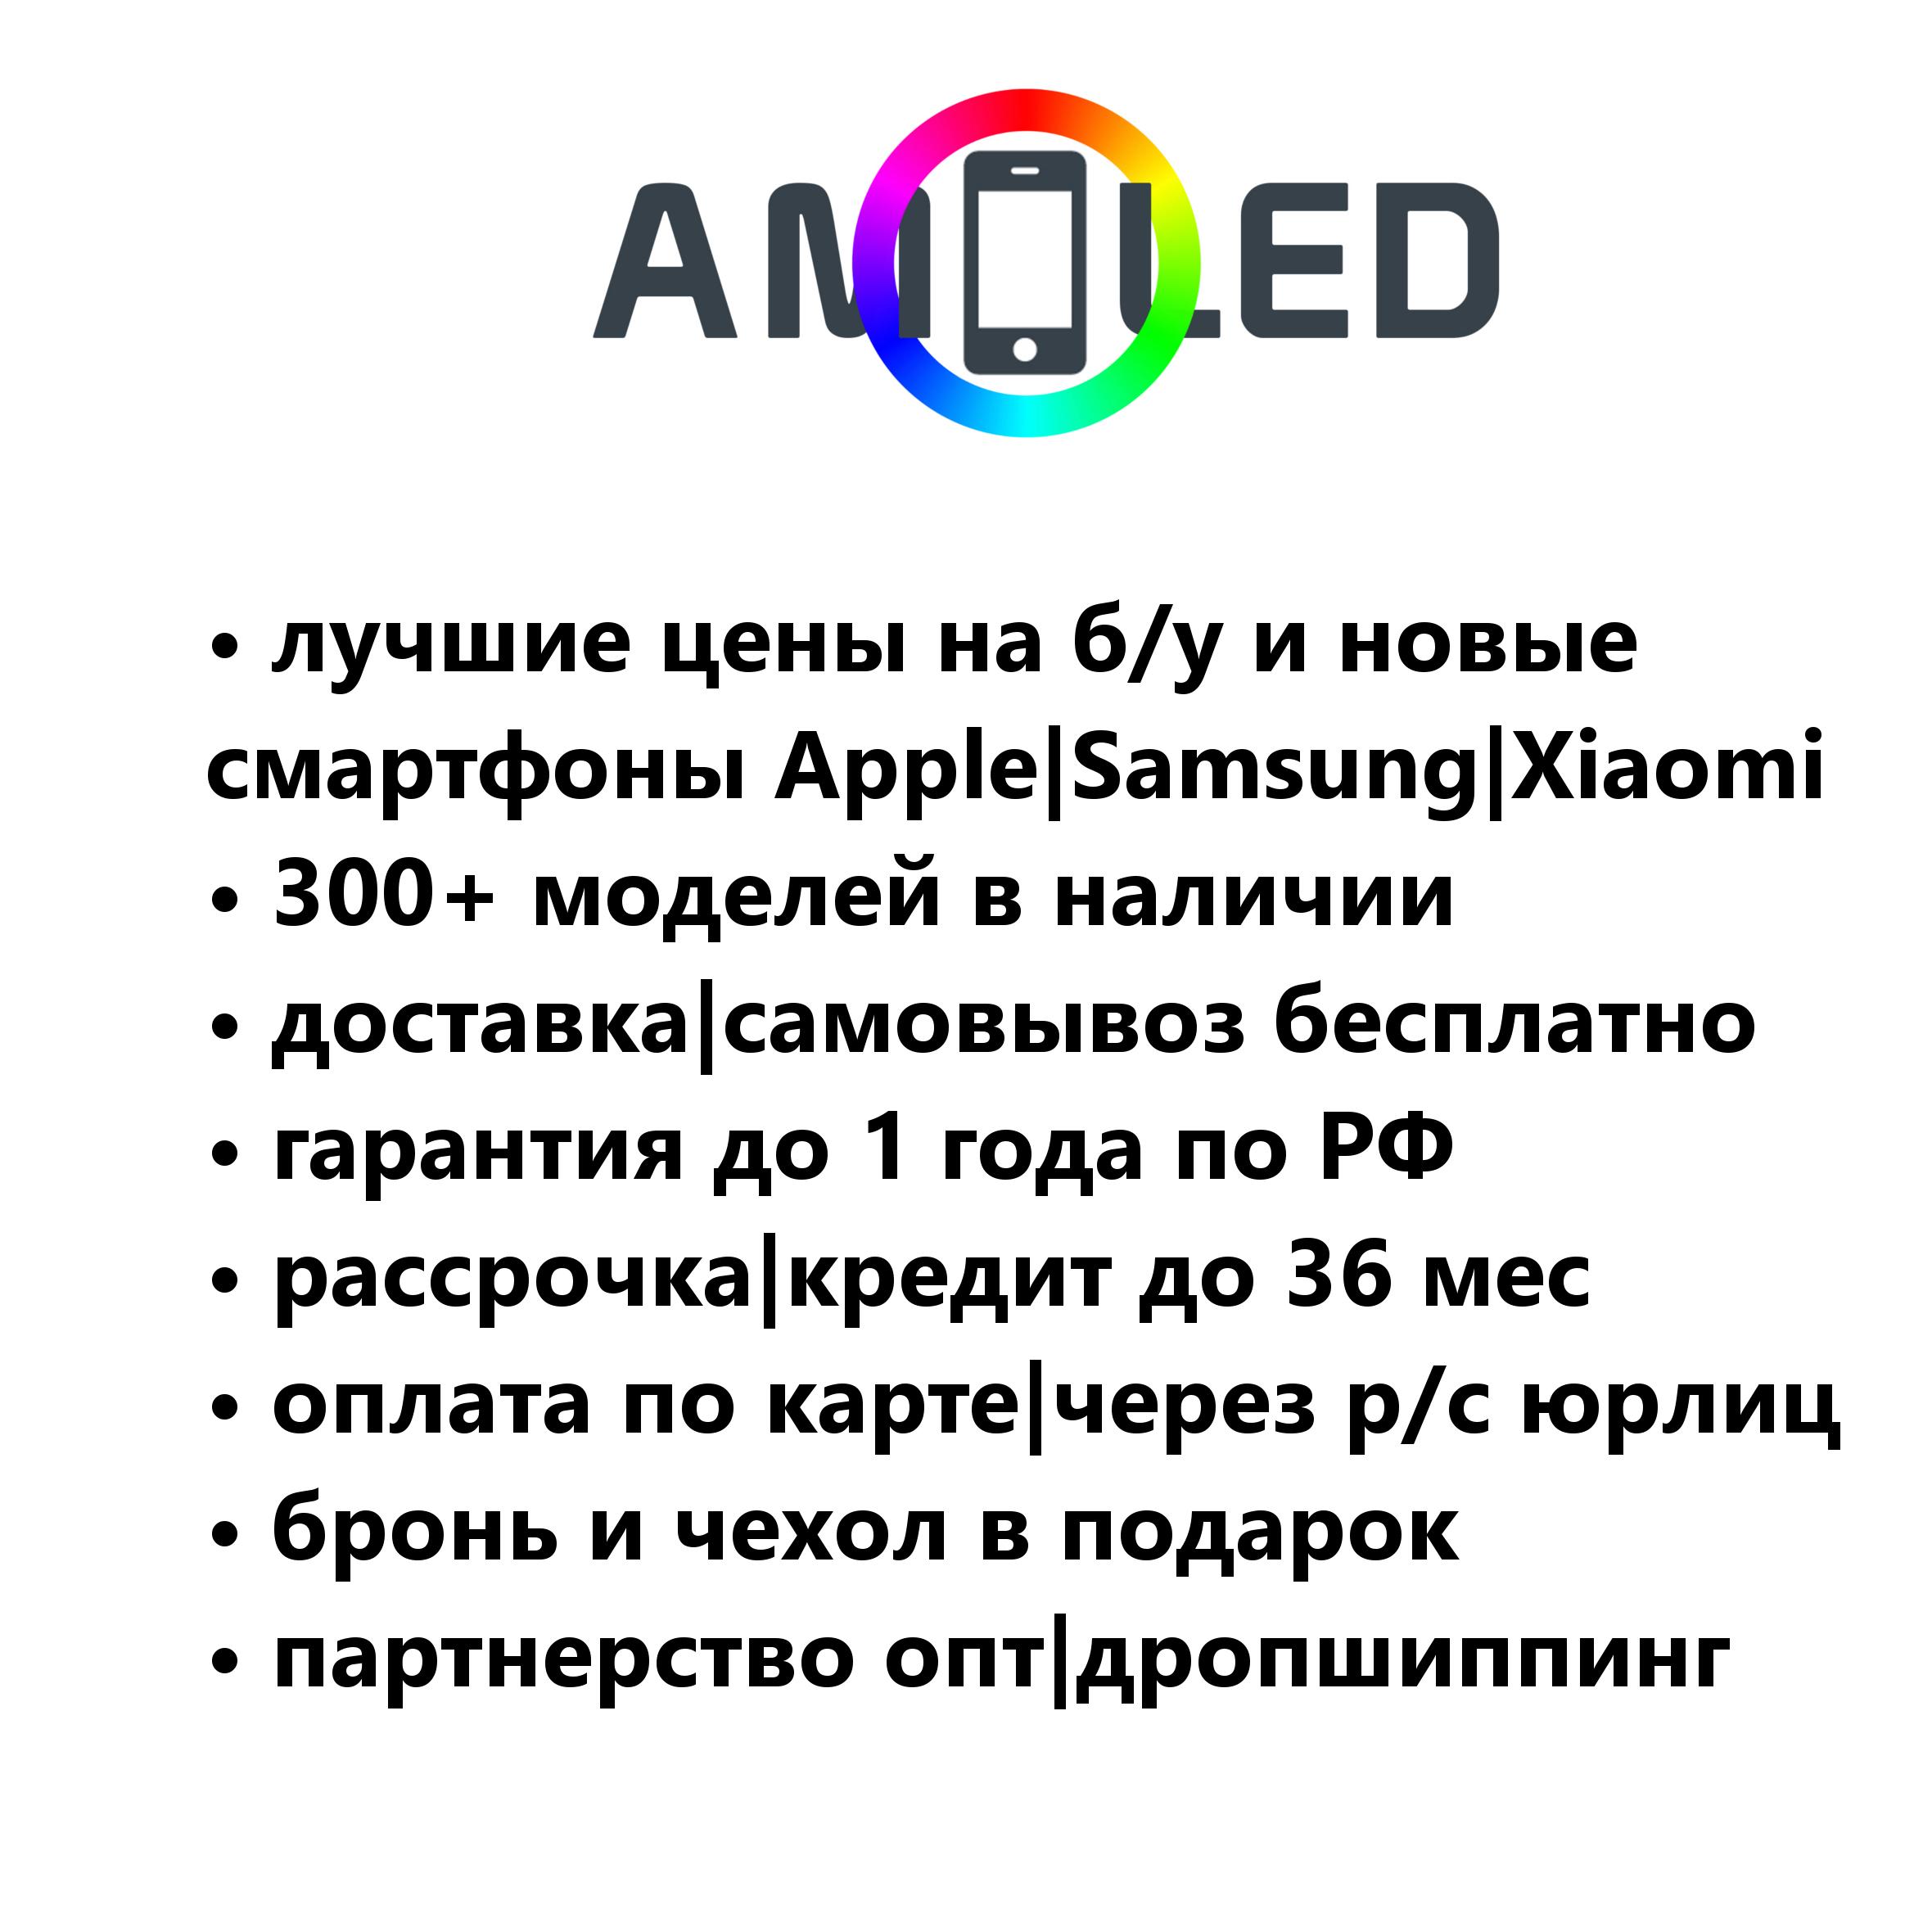 AMOLED
• лучшие цены на б/у и новые
смартфоны Apple|Samsung|Xiaomi
• 300+ моделей в наличии
• доставка|самовывоз бесплатно
• гарантия до 1 года по РФ
• рассрочка|кредит до 36 мес
• оплата по карте|через р/с юрлиц
• бронь и чехол в подарок
• партнерство опт|дропшиппинг